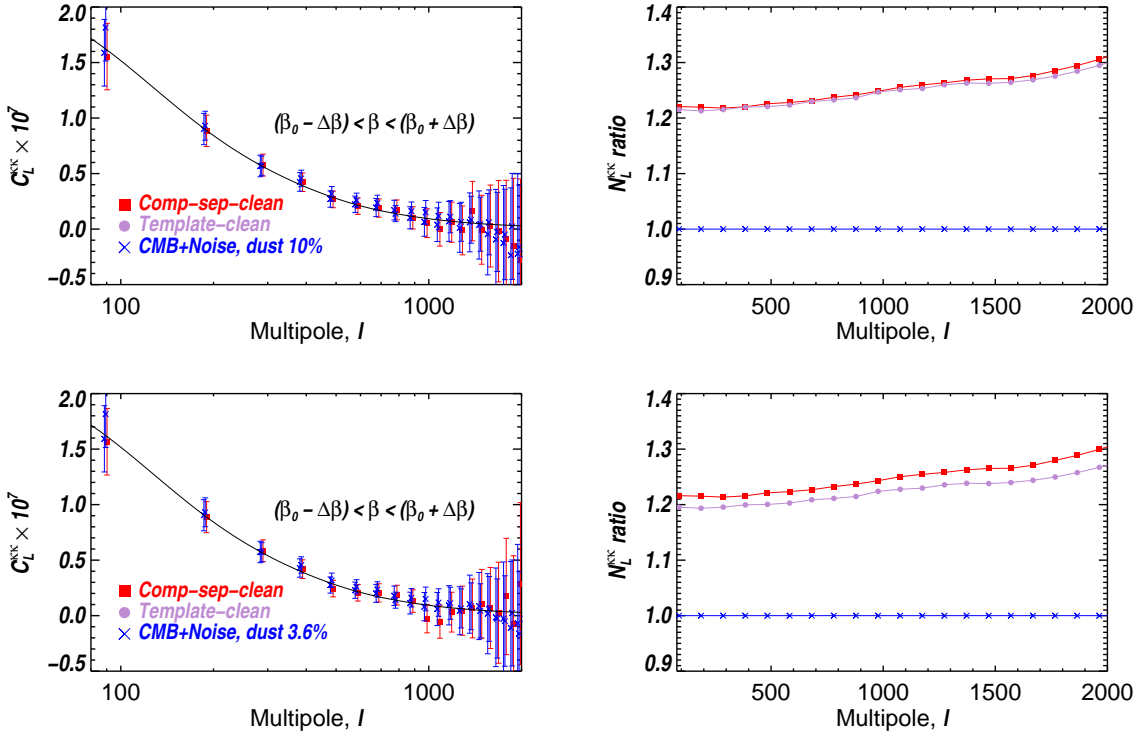 2.0
1.5
1.0
0.5
0.0
−0.5
C_L^κκ × 10^7
(β_0 − Δβ) < β < (β_0 + Δβ)
Comp−sep−clean
Template−clean
CMB+Noise, dust 10%
100
1000
Multipole, l
1.4
1.3
1.2
1.1
1.0
0.9
N_L^κκ ratio
500
1000
1500
2000
Multipole, l
2.0
1.5
1.0
0.5
0.0
−0.5
C_L^κκ × 10^7
(β_0 − Δβ) < β < (β_0 + Δβ)
Comp−sep−clean
Template−clean
CMB+Noise, dust 3.6%
100
1000
Multipole, l
1.4
1.3
1.2
1.1
1.0
0.9
N_L^κκ ratio
500
1000
1500
2000
Multipole, l